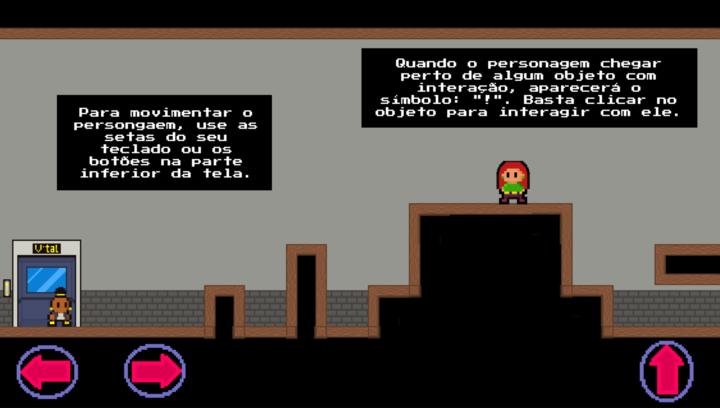 Quando o personagem chegar
perto de algum objeto com
interação, aparecerá o
símbolo: "!". Basta clicar no
objeto para interagir com ele.
Para movimentar o
persongaem, use as
setas do seu
teclado ou os
botões na parte
inferior da tela.
V.tal